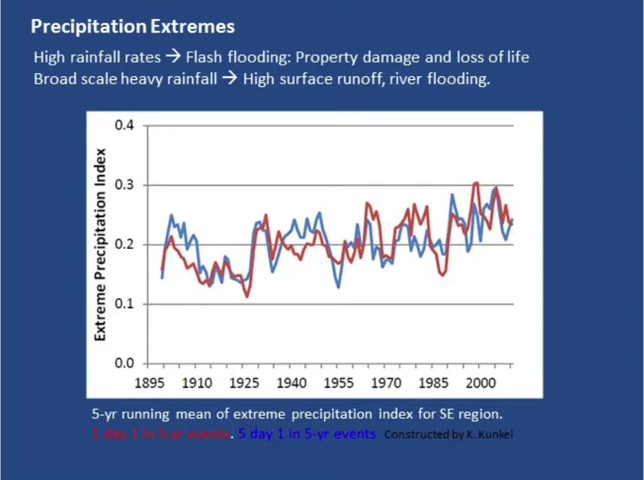 Precipitation Extremes
High rainfall rates → Flash flooding: Property damage and loss of life
Broad scale heavy rainfall → High surface runoff, river flooding.
0.4
0.3
0.2
0.1
0.0
Extreme Precipitation Index
1895 1910 1925 1940 1955 1970 1985 2000
5-yr running mean of extreme precipitation index for SE region.
1 day 1 in 5-yr events. 5 day 1 in 5-yr events Constructed by K. Kunkel